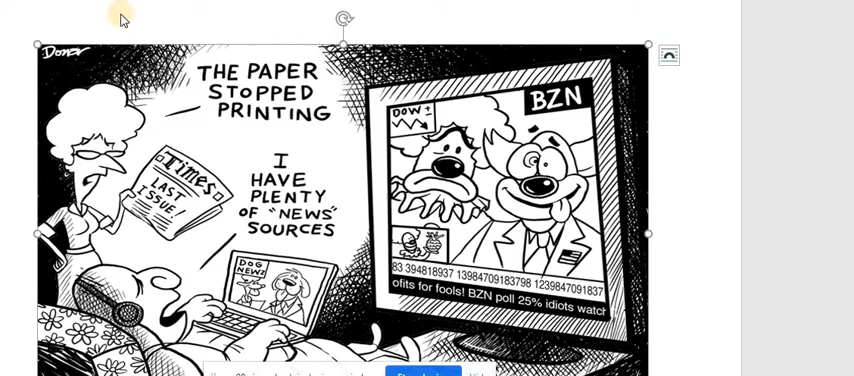 THE PAPER
STOPPED
PRINTING
Times
LAST
ISSUE!
I
HAVE
PLENTY
OF "NEWS"
SOURCES
DOG
NEWZ
DOW ±
BZN
83 394818937 13984709183798 1239847091837
ofits for fools! BZN poll 25% idiots watch